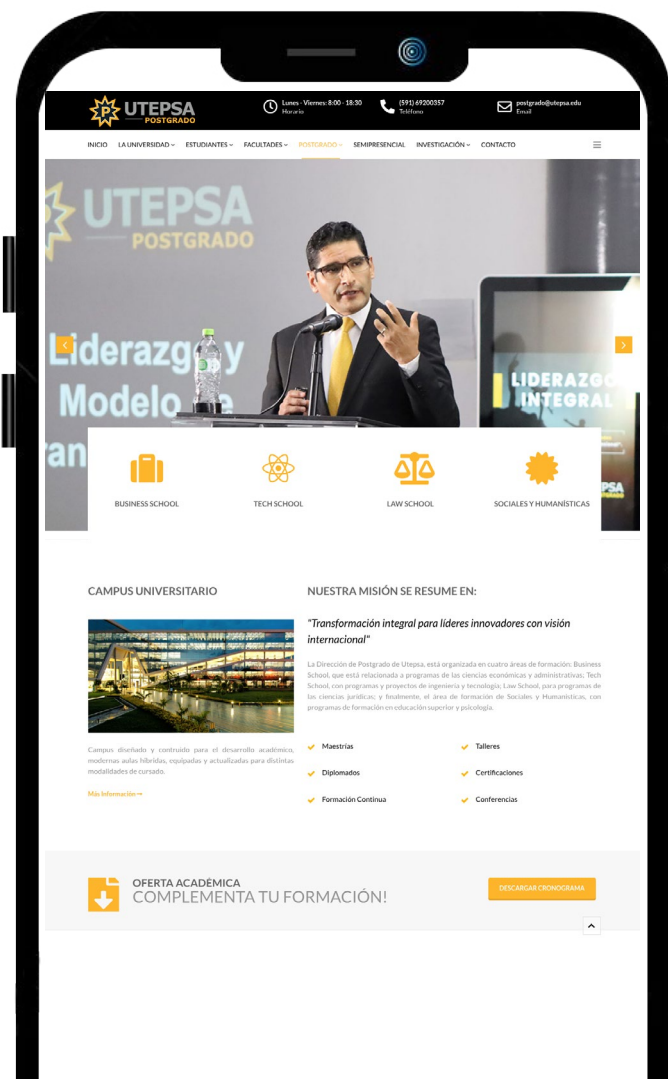 UTEPSA
POSTGRADO
Lunes - Viernes: 8:00 - 18:30
Horario
(591) 69200357
Teléfono
postgrado@utepsa.edu
Email
INICIO LA UNIVERSIDAD ESTUDIANTES FACULTADES POSTGRADO SEMIPRESENCIAL INVESTIGACIÓN CONTACTO
UTEPSA
POSTGRADO
Liderazgo y
Modelo de
ran
LIDERAZGO
INTEGRAL
PSA
BUSINESS SCHOOL
TECH SCHOOL
LAW SCHOOL
SOCIALES Y HUMANÍSTICAS
CAMPUS UNIVERSITARIO
Campus diseñado y contruido para el desarrollo académico,
modernas aulas híbridas, equipadas y actualizadas para distintas
modalidades de cursado.
Más Información
NUESTRA MISIÓN SE RESUME EN:
"Transformación integral para líderes innovadores con visión
internacional"
La Dirección de Postgrado de Utepsa, está organizada en cuatro áreas de formación: Business
School, que está relacionada a programas de las ciencias económicas y administrativas; Tech
School, con programas y proyectos de ingeniería y tecnología; Law School, para programas de
las ciencias jurídicas; y finalmente, el área de formación de Sociales y Humanísticas, con
programas de formación en educación superior y psicología.
Maestrías
Talleres
Diplomados
Certificaciones
Formación Continua
Conferencias
OFERTA ACADÉMICA
COMPLEMENTA TU FORMACIÓN!
DESCARGAR CRONOGRAMA